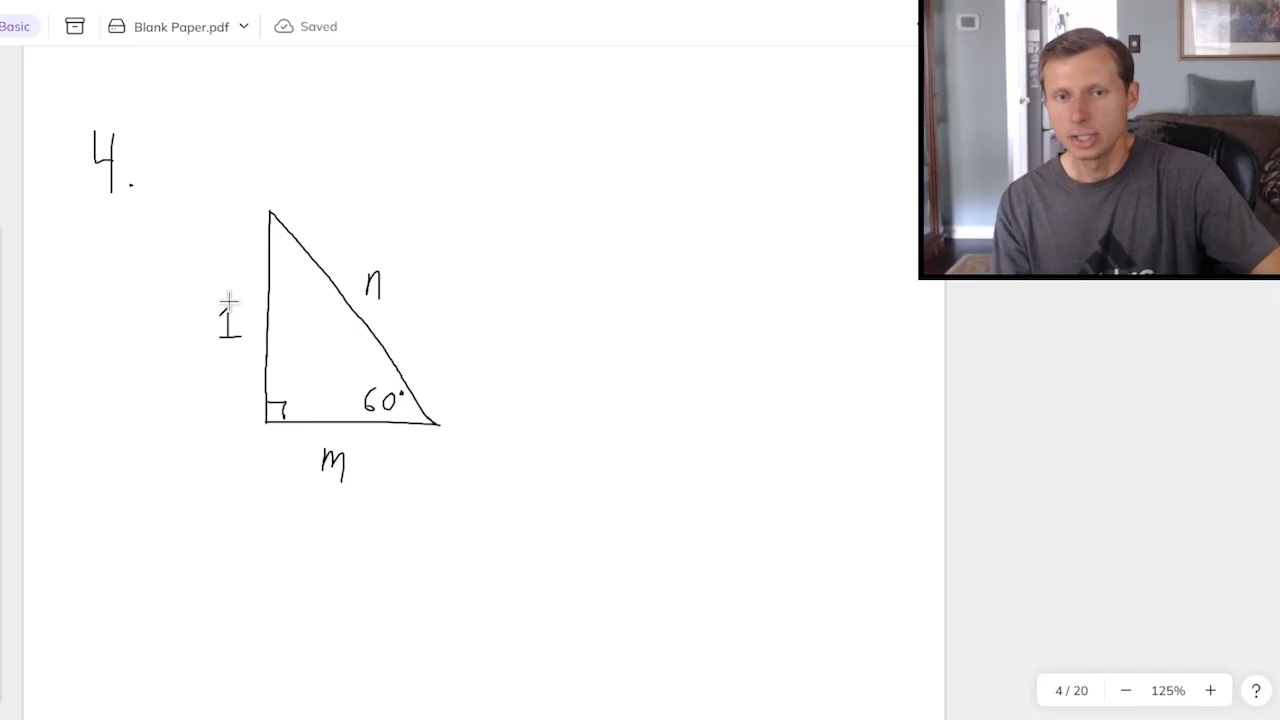 Basic
Blank Paper.pdf
Saved
4.
n
1
60°
m
4 / 20
125%
?